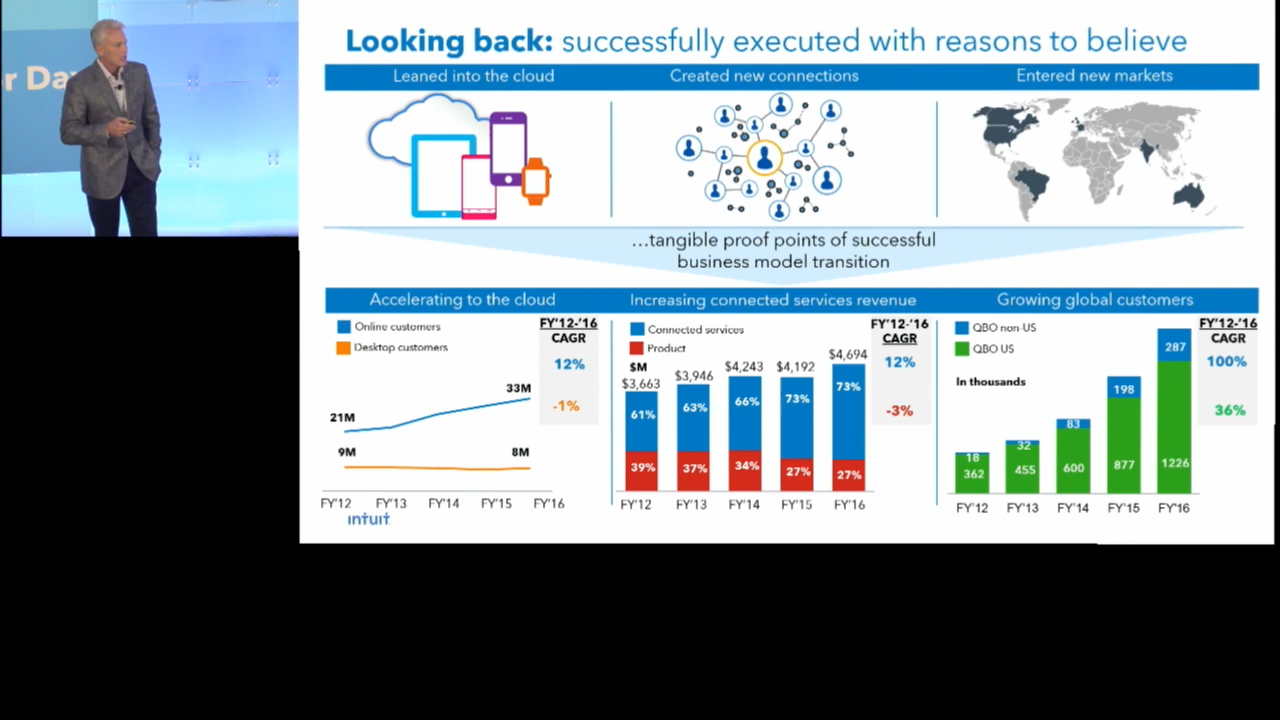 r Da
Looking back: successfully executed with reasons to believe
Leaned into the cloud
Created new connections
Entered new markets
...tangible proof points of successful
business model transition
Accelerating to the cloud
Increasing connected services revenue
Growing global customers
Online customers
Desktop customers
FY'12-'16
CAGR
12%
-1%
21M
33M
9M
8M
FY'12 FY'13 FY'14 FY'15 FY'16
Connected services
Product
FY'12-'16
CAGR
12%
-3%
$M
$3,663 $3,946 $4,243 $4,192 $4,694
61% 63% 66% 73% 73%
39% 37% 34% 27% 27%
FY'12 FY'13 FY'14 FY'15 FY'16
QBO non-US
QBO US
FY'12-'16
CAGR
100%
36%
In thousands
18 32 83 198 287
362 455 600 877 1226
FY'12 FY'13 FY'14 FY'15 FY'16
intuit